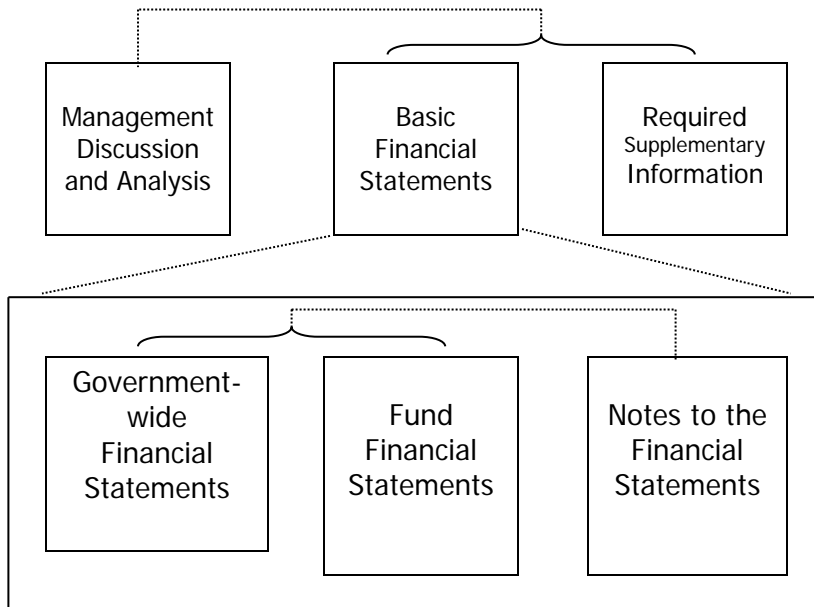 Management
Discussion
and Analysis
Basic
Financial
Statements
Required
Supplementary
Information
Government-
wide
Financial
Statements
Fund
Financial
Statements
Notes to the
Financial
Statements